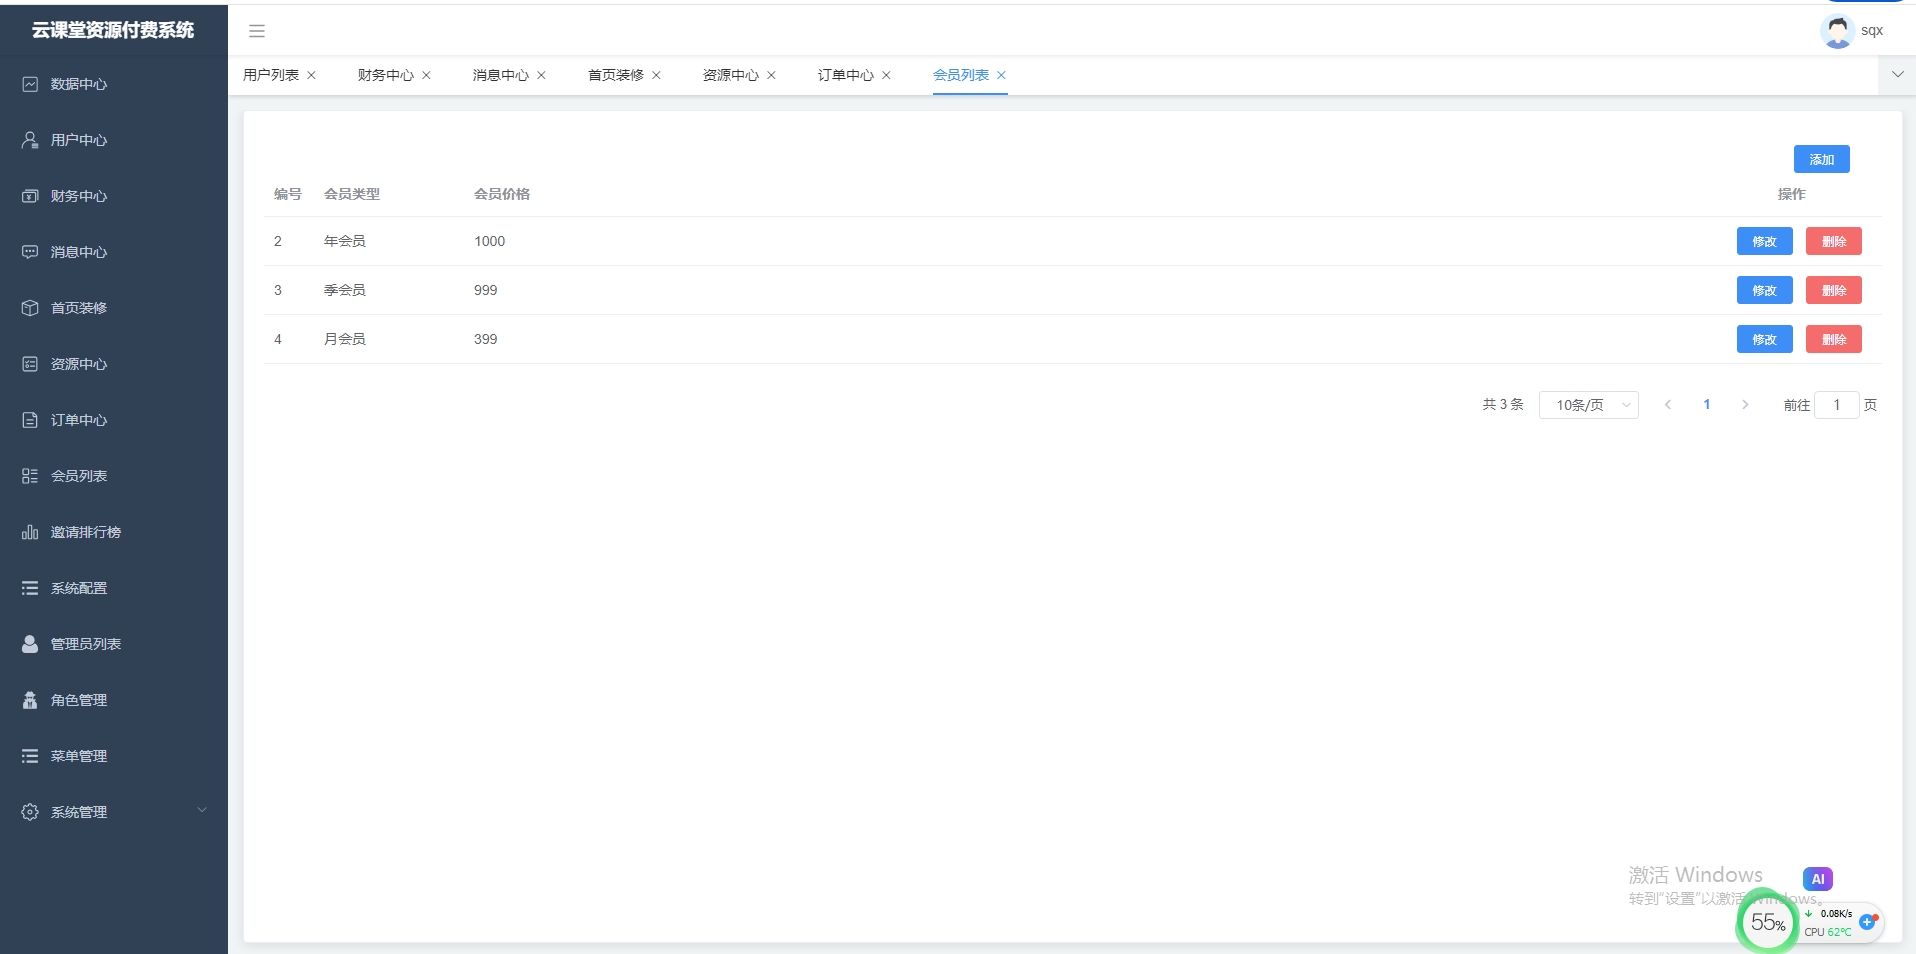 云课堂资源付费系统
sqx
用户列表
财务中心
消息中心
首页装修
资源中心
订单中心
会员列表
数据中心
用户中心
财务中心
消息中心
首页装修
资源中心
订单中心
会员列表
邀请排行榜
系统配置
管理员列表
角色管理
菜单管理
系统管理
添加
编号 会员类型 会员价格 操作
2 年会员 1000 修改 删除
3 季会员 999 修改 删除
4 月会员 399 修改 删除
共 3 条 10条/页 1 前往 1 页
激活 Windows
转到“设置”以激活 Windows。
AI
55%
0.08K/s
CPU 62℃